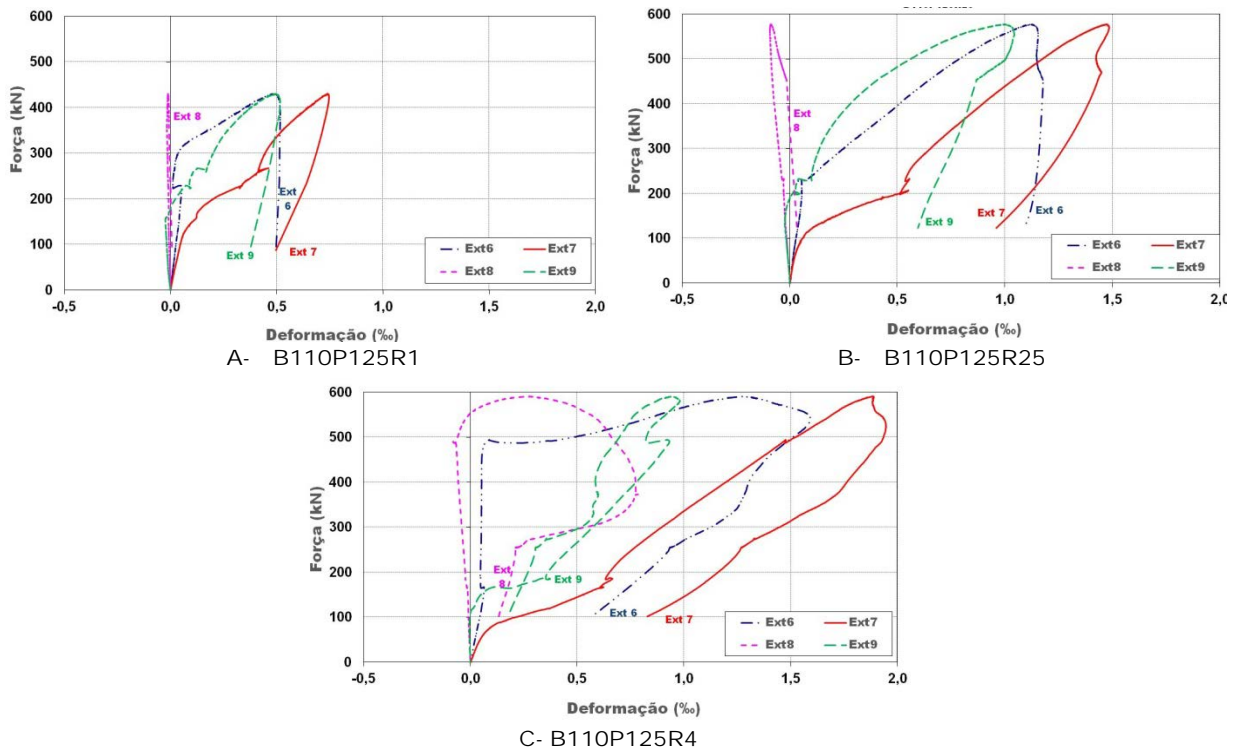 600
500
400
300
200
100
0
Força (kN)
-0,5 0,0 0,5 1,0 1,5 2,0
Deformação (‰)
Ext 8
Ext
6
Ext 9
Ext 7
Ext6 Ext7
Ext8 Ext9
A- B110P125R1
600
500
400
300
200
100
0
Força (kN)
-0,5 0,0 0,5 1,0 1,5 2,0
Deformação (‰)
Ext
8
Ext 9
Ext 7
Ext 6
Ext6 Ext7
Ext8 Ext9
B- B110P125R25
600
500
400
300
200
100
0
Força (kN)
-0,5 0,0 0,5 1,0 1,5 2,0
Deformação (‰)
Ext
8
Ext 9
Ext 6
Ext 7
Ext6 Ext7
Ext8 Ext9
C- B110P125R4